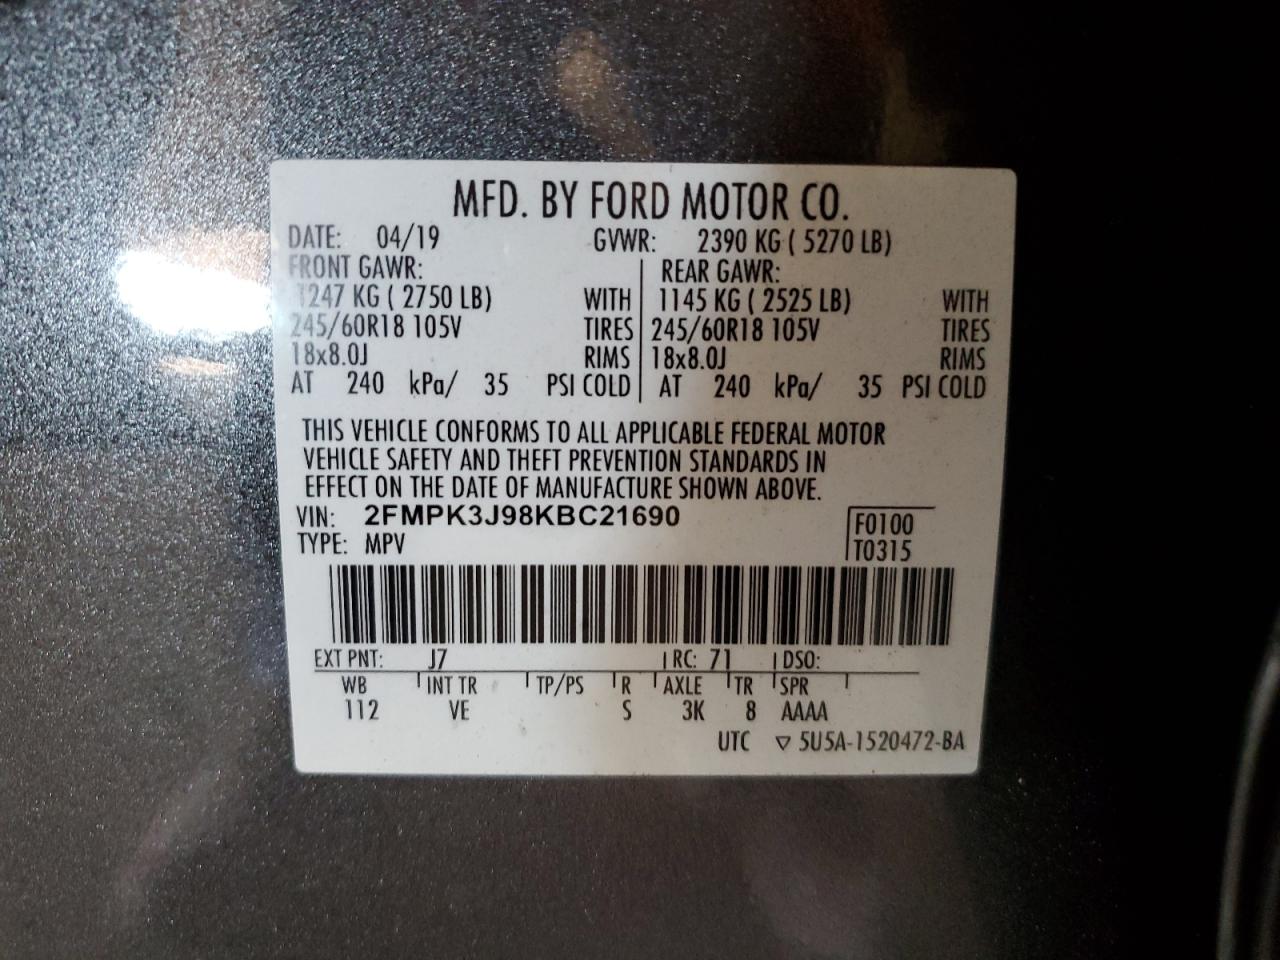 MFD. BY FORD MOTOR CO.
DATE: 04/19 GVWR: 2390 KG ( 5270 LB)
FRONT GAWR: REAR GAWR:
1247 KG ( 2750 LB) WITH 1145 KG ( 2525 LB) WITH
245/60R18 105V TIRES 245/60R18 105V TIRES
18x8.0J RIMS 18x8.0J RIMS
AT 240 kPa/ 35 PSI COLD AT 240 kPa/ 35 PSI COLD
THIS VEHICLE CONFORMS TO ALL APPLICABLE FEDERAL MOTOR
VEHICLE SAFETY AND THEFT PREVENTION STANDARDS IN
EFFECT ON THE DATE OF MANUFACTURE SHOWN ABOVE.
VIN: 2FMPK3J98KBC21690 F0100
TYPE: MPV T0315
EXT PNT: J7 RC: 71 DSO:
WB INT TR TP/PS R AXLE TR SPR
112 VE S 3K 8 AAAA
UTC ▽ 5U5A-1520472-BA